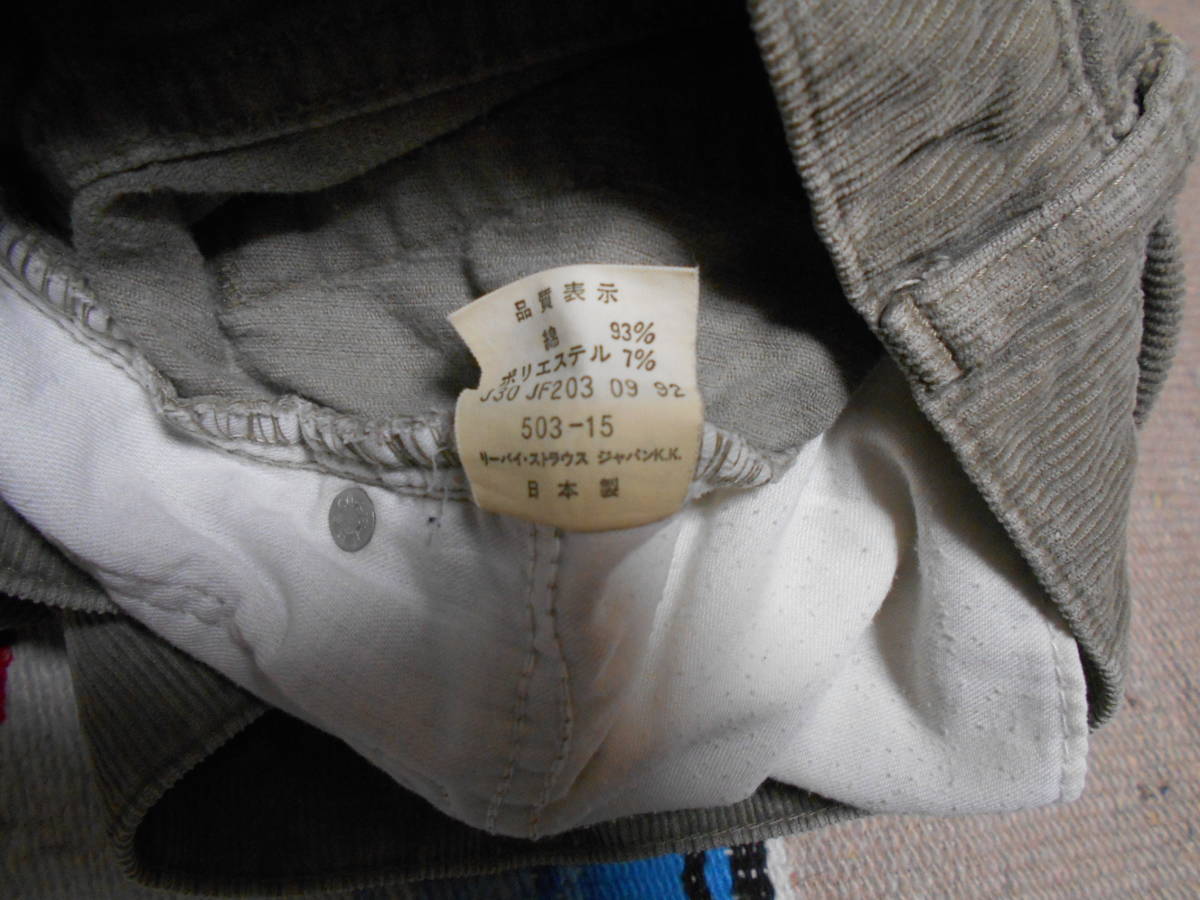 品質表示
綿 93%
ポリエステル 7%
J30 JF203 09 92
503-15
リーバイ・ストラウス ジャパンK.K.
日本製